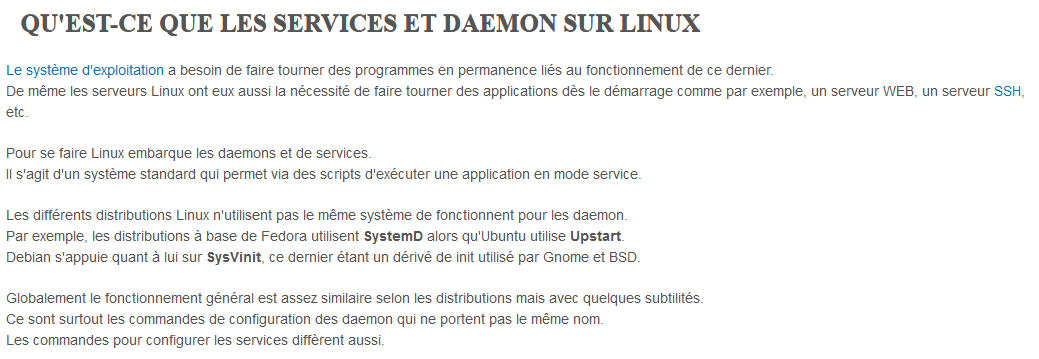 QU'EST-CE QUE LES SERVICES ET DAEMON SUR LINUX
Le système d'exploitation a besoin de faire tourner des programmes en permanence liés au fonctionnement de ce dernier.
De même les serveurs Linux ont eux aussi la nécessité de faire tourner des applications dès le démarrage comme par exemple, un serveur WEB, un serveur SSH,
etc.
Pour se faire Linux embarque les daemons et de services.
Il s'agit d'un système standard qui permet via des scripts d'exécuter une application en mode service.
Les différents distributions Linux n'utilisent pas le même système de fonctionnent pour les daemon.
Par exemple, les distributions à base de Fedora utilisent SystemD alors qu'Ubuntu utilise Upstart.
Debian s'appuie quant à lui sur SysVinit, ce dernier étant un dérivé de init utilisé par Gnome et BSD.
Globalement le fonctionnement général est assez similaire selon les distributions mais avec quelques subtilités.
Ce sont surtout les commandes de configuration des daemon qui ne portent pas le même nom.
Les commandes pour configurer les services diffèrent aussi.